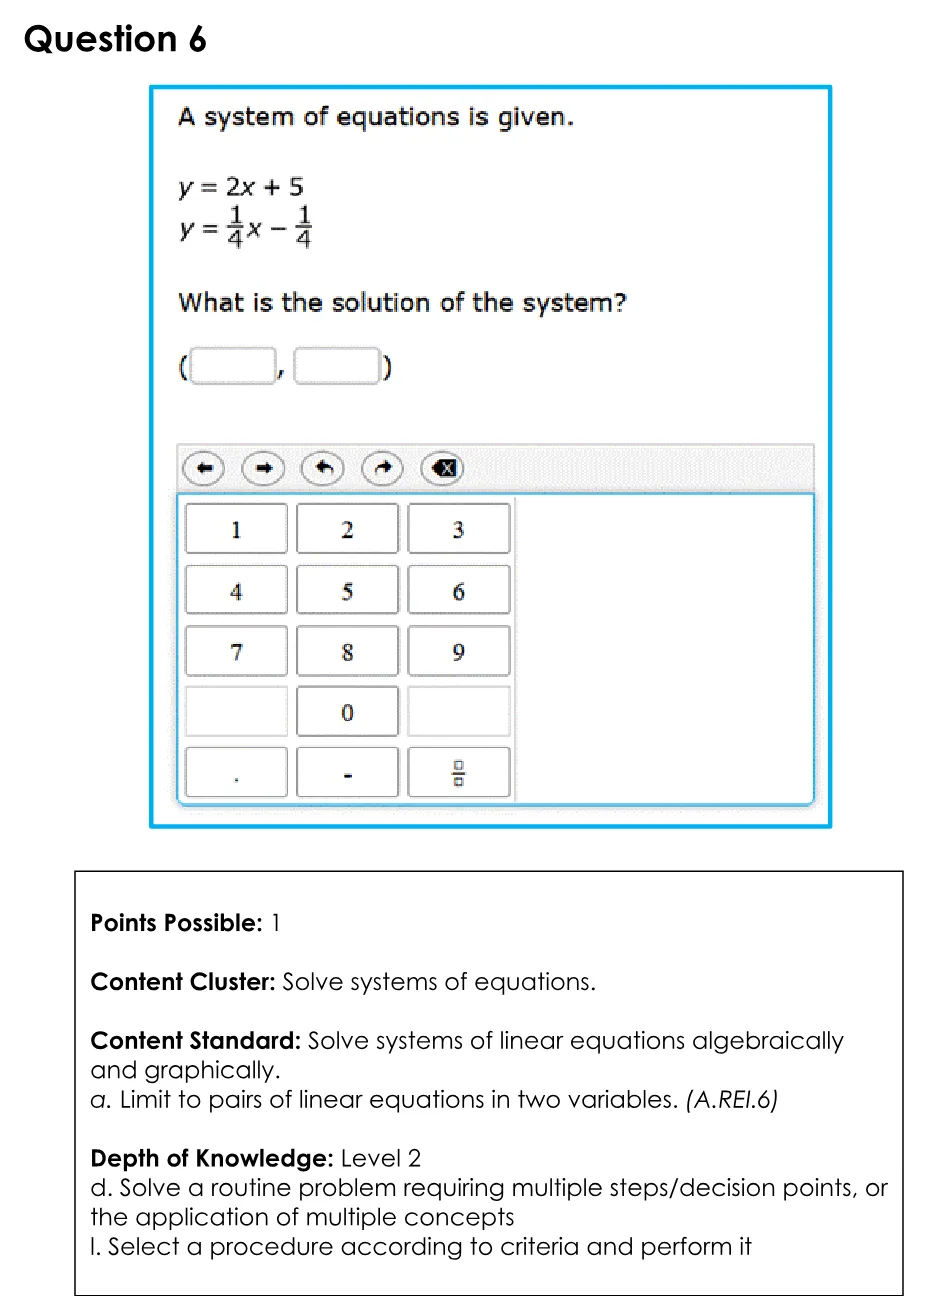 Question 6
A system of equations is given.
y = 2x + 5
y = 1/4 x − 1/4
What is the solution of the system?
( , )
X
1 2 3
4 5 6
7 8 9
0
. -
Points Possible: 1
Content Cluster: Solve systems of equations.
Content Standard: Solve systems of linear equations algebraically
and graphically.
a. Limit to pairs of linear equations in two variables. (A.REI.6)
Depth of Knowledge: Level 2
d. Solve a routine problem requiring multiple steps/decision points, or
the application of multiple concepts
l. Select a procedure according to criteria and perform it